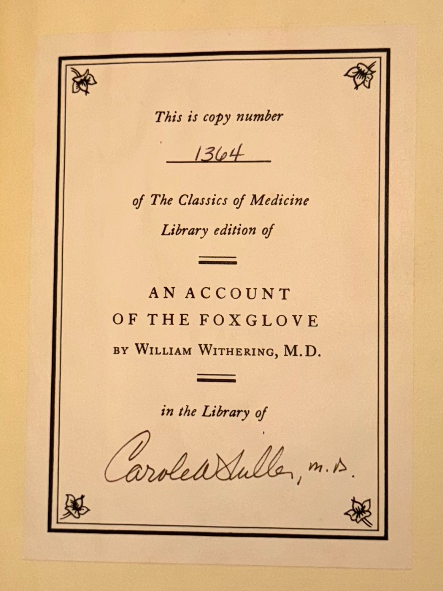 This is copy number
1364
of The Classics of Medicine
Library edition of
AN ACCOUNT
OF THE FOXGLOVE
BY WILLIAM WITHERING, M.D.
in the Library of
M.D.